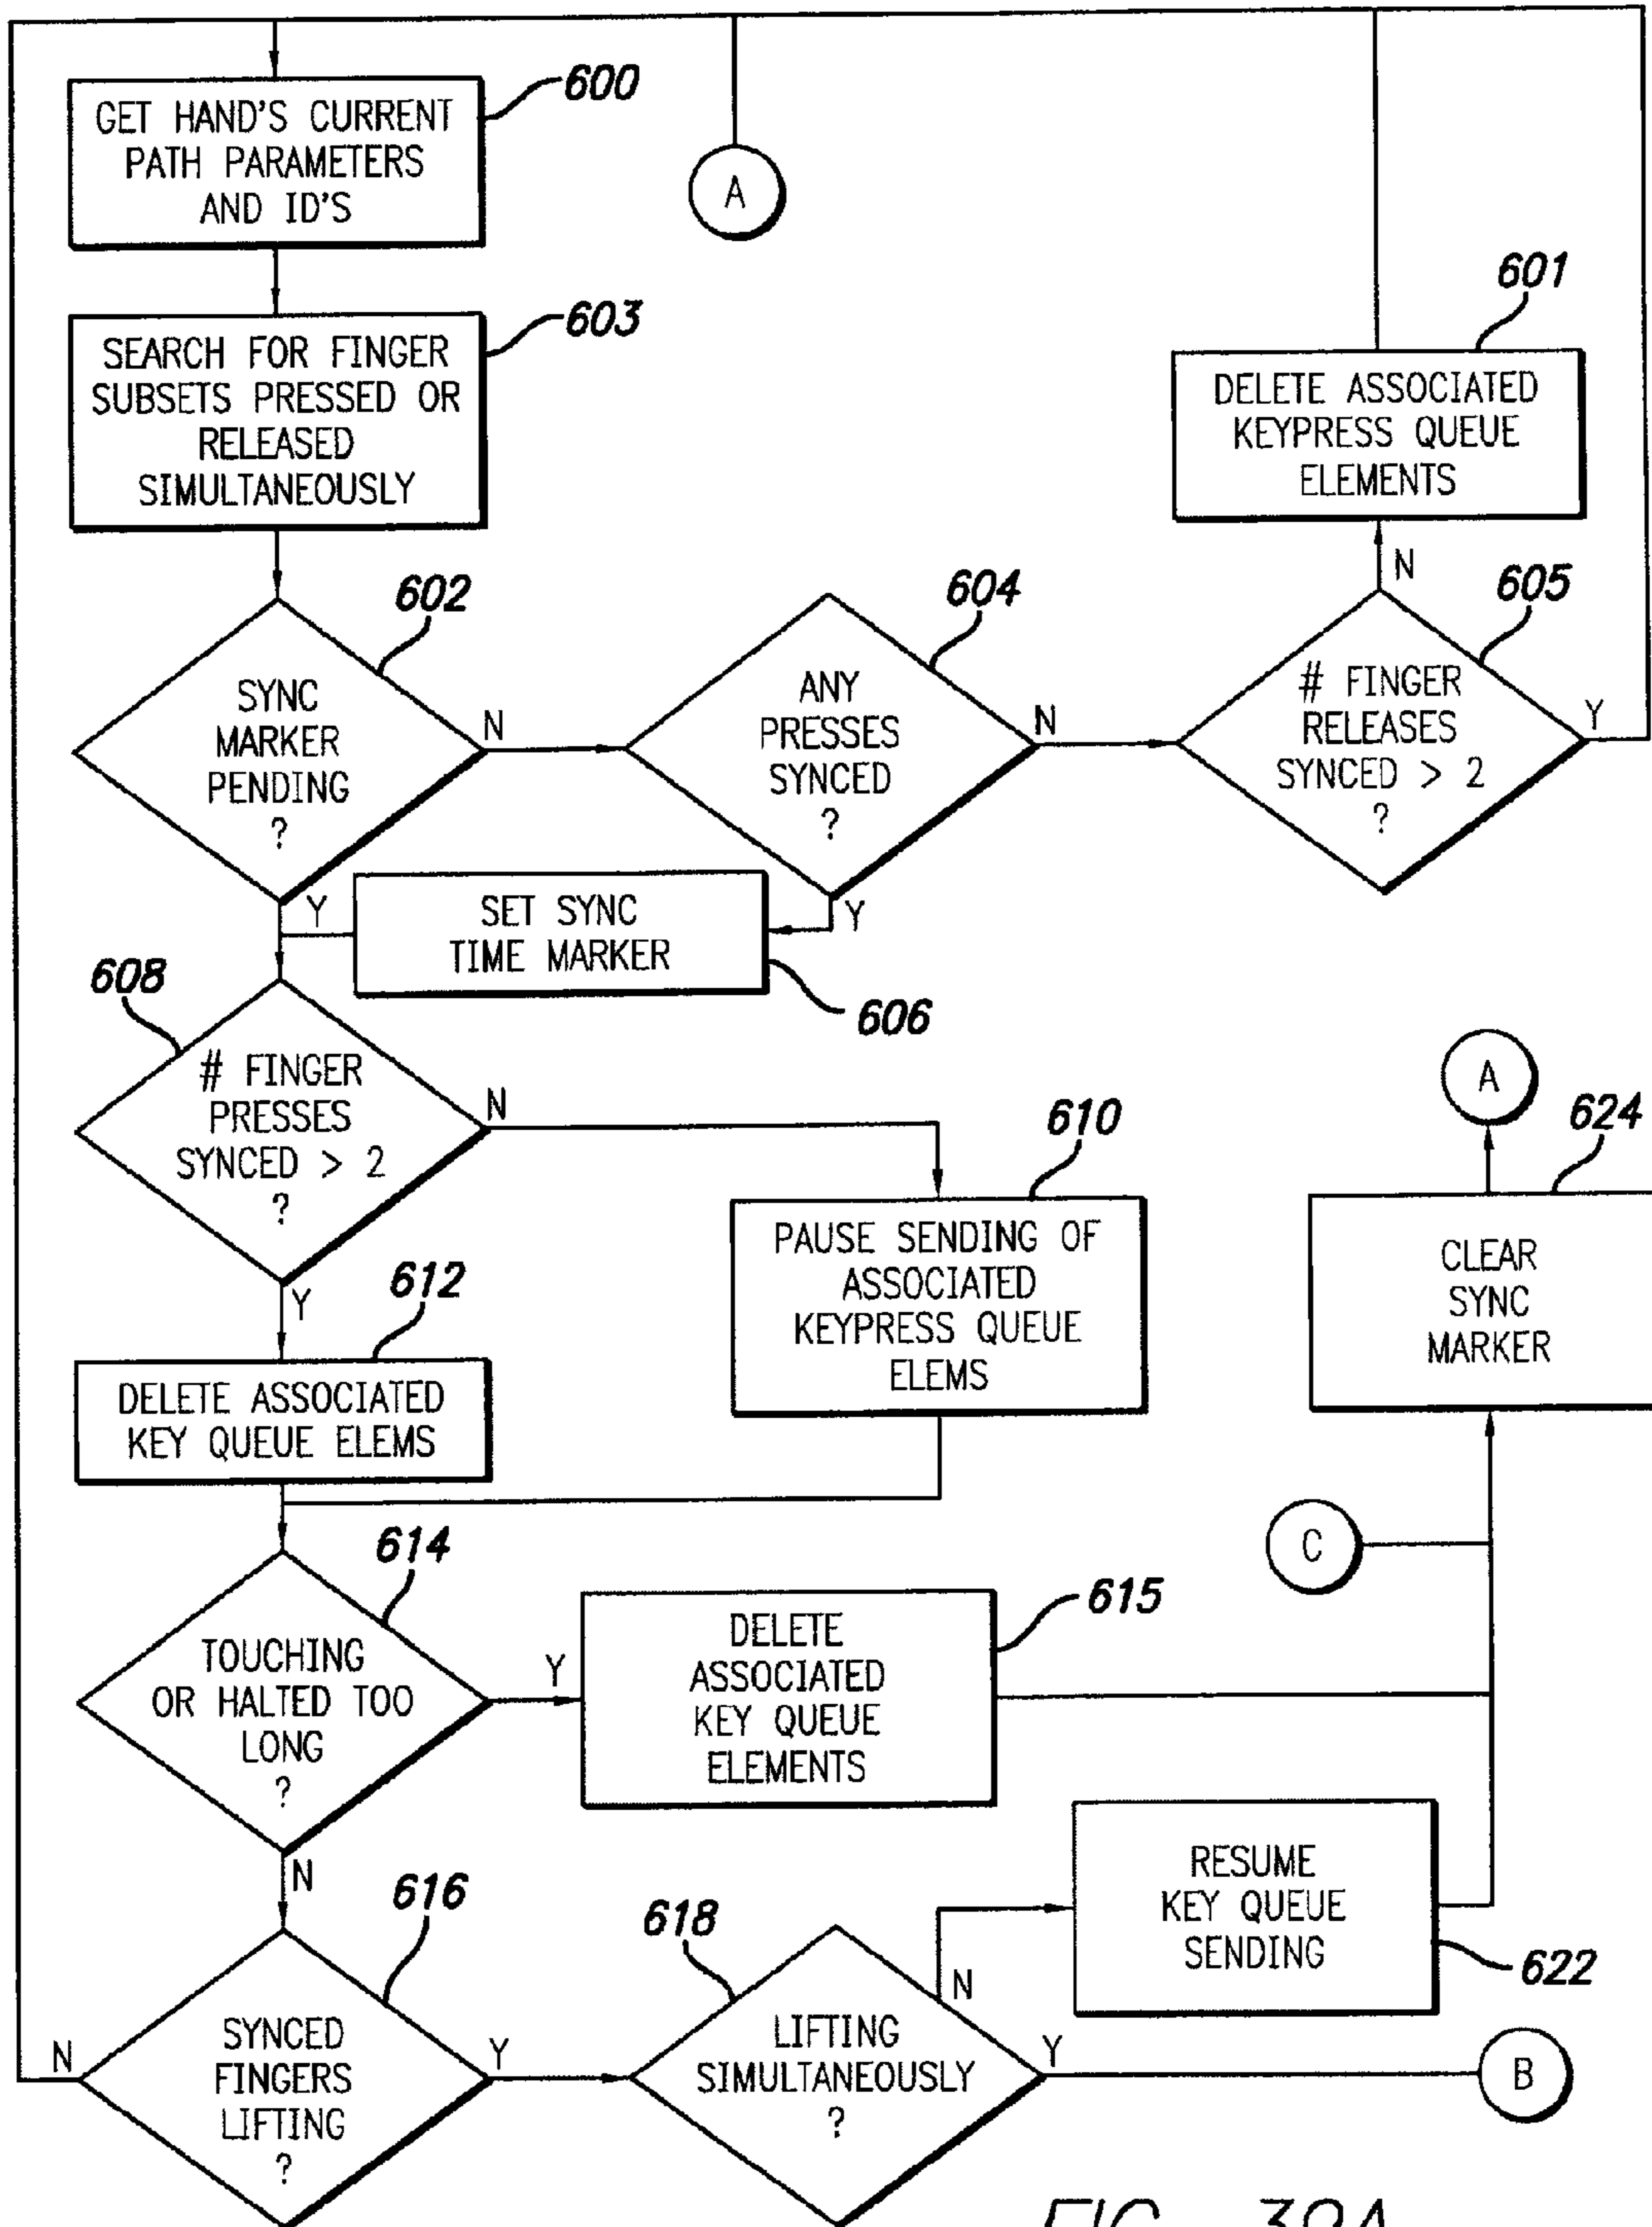 600
GET HAND'S CURRENT
PATH PARAMETERS
AND ID'S
A
603
SEARCH FOR FINGER
SUBSETS PRESSED OR
RELEASED
SIMULTANEOUSLY
601
DELETE ASSOCIATED
KEYPRESS QUEUE
ELEMENTS
N
602
SYNC
MARKER
PENDING
?
N
Y
604
ANY
PRESSES
SYNCED
?
N
Y
605
# FINGER
RELEASES
SYNCED > 2
?
Y
SET SYNC
TIME MARKER
606
608
# FINGER
PRESSES
SYNCED > 2
?
N
Y
610
PAUSE SENDING OF
ASSOCIATED
KEYPRESS QUEUE
ELEMS
A
624
CLEAR
SYNC
MARKER
612
DELETE ASSOCIATED
KEY QUEUE ELEMS
C
614
TOUCHING
OR HALTED TOO
LONG
?
Y
N
615
DELETE
ASSOCIATED
KEY QUEUE
ELEMENTS
RESUME
KEY QUEUE
SENDING
622
616
SYNCED
FINGERS
LIFTING
?
N
Y
618
LIFTING
SIMULTANEOUSLY
?
N
Y
B
FIG. 39A